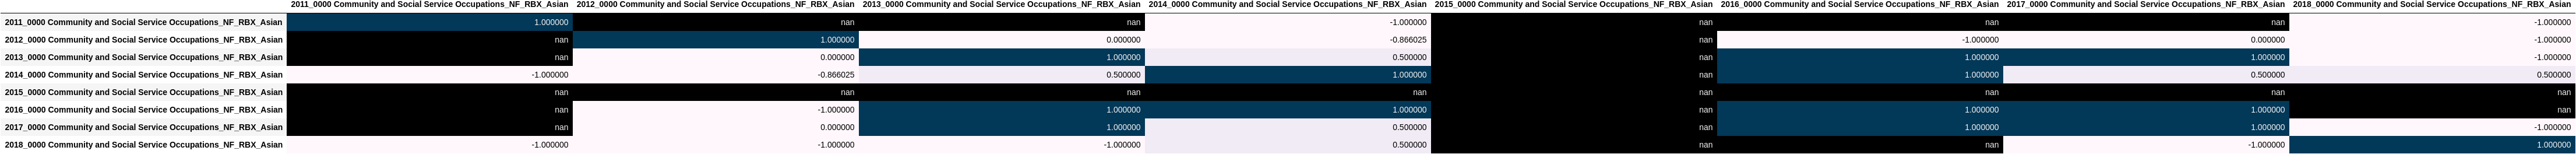 2011_0000 Community and Social Service Occupations_NF_RBX_Asian 2012_0000 Community and Social Service Occupations_NF_RBX_Asian 2013_0000 Community and Social Service Occupations_NF_RBX_Asian 2014_0000 Community and Social Service Occupations_NF_RBX_Asian 2015_0000 Community and Social Service Occupations_NF_RBX_Asian 2016_0000 Community and Social Service Occupations_NF_RBX_Asian 2017_0000 Community and Social Service Occupations_NF_RBX_Asian 2018_0000 Community and Social Service Occupations_NF_RBX_Asian
2011_0000 Community and Social Service Occupations_NF_RBX_Asian 1.000000 nan nan -1.000000 nan nan nan -1.000000
2012_0000 Community and Social Service Occupations_NF_RBX_Asian nan 1.000000 0.000000 -0.866025 nan -1.000000 0.000000 -1.000000
2013_0000 Community and Social Service Occupations_NF_RBX_Asian nan 0.000000 1.000000 0.500000 nan 1.000000 1.000000 -1.000000
2014_0000 Community and Social Service Occupations_NF_RBX_Asian -1.000000 -0.866025 0.500000 1.000000 nan 1.000000 0.500000 0.500000
2015_0000 Community and Social Service Occupations_NF_RBX_Asian nan nan nan nan nan nan nan nan
2016_0000 Community and Social Service Occupations_NF_RBX_Asian nan -1.000000 1.000000 1.000000 nan 1.000000 1.000000 nan
2017_0000 Community and Social Service Occupations_NF_RBX_Asian nan 0.000000 1.000000 0.500000 nan 1.000000 1.000000 -1.000000
2018_0000 Community and Social Service Occupations_NF_RBX_Asian -1.000000 -1.000000 -1.000000 0.500000 nan nan -1.000000 1.000000